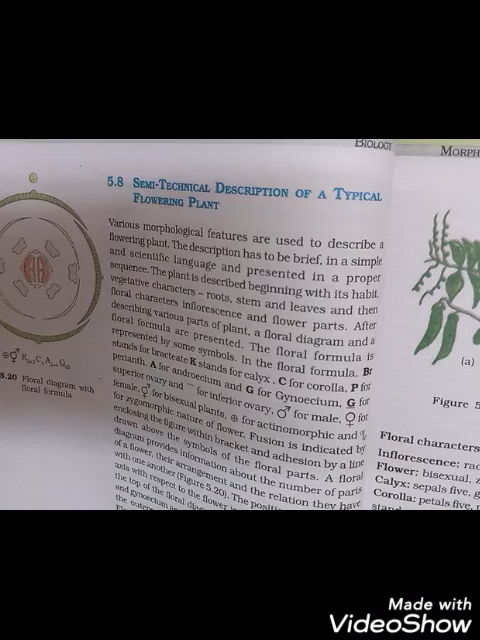 BIOLOGY
5.8 SEMI-TECHNICAL DESCRIPTION OF A TYPICAL
FLOWERING PLANT
Various morphological features are used to describe a
flowering plant. The description has to be brief, in a simple
and scientific language and presented in a proper
sequence. The plant is described beginning with its habit,
vegetative characters – roots, stem and leaves and then
floral characters inflorescence and flower parts. After
describing various parts of plant, a floral diagram and a
floral formula are presented. The floral formula is
represented by some symbols. In the floral formula, Br
stands for bracteate K stands for calyx , C for corolla, P for
perianth, A for androecium and G for Gynoecium, G for
superior ovary and G for inferior ovary, ♂ for male, ♀ for
female, ⚥ for bisexual plants, ⊕ for actinomorphic and %
for zygomorphic nature of flower. Fusion is indicated by
enclosing the figure within bracket and adhesion by a line
drawn above the symbols of the floral parts. A floral
diagram provides information about the number of parts
of a flower, their arrangement and the relation they have
with one another (Figure 5.20). The
axis with respect to the flower
the top of the floral
and
5.20 Floral diagram with
floral formula
MORPH
(a)
Figure 5
Floral characters
Inflorescence: rac
Flower: bisexual, z
Calyx: sepals five, g
Corolla: petals five,
stand
Made with
VideoShow